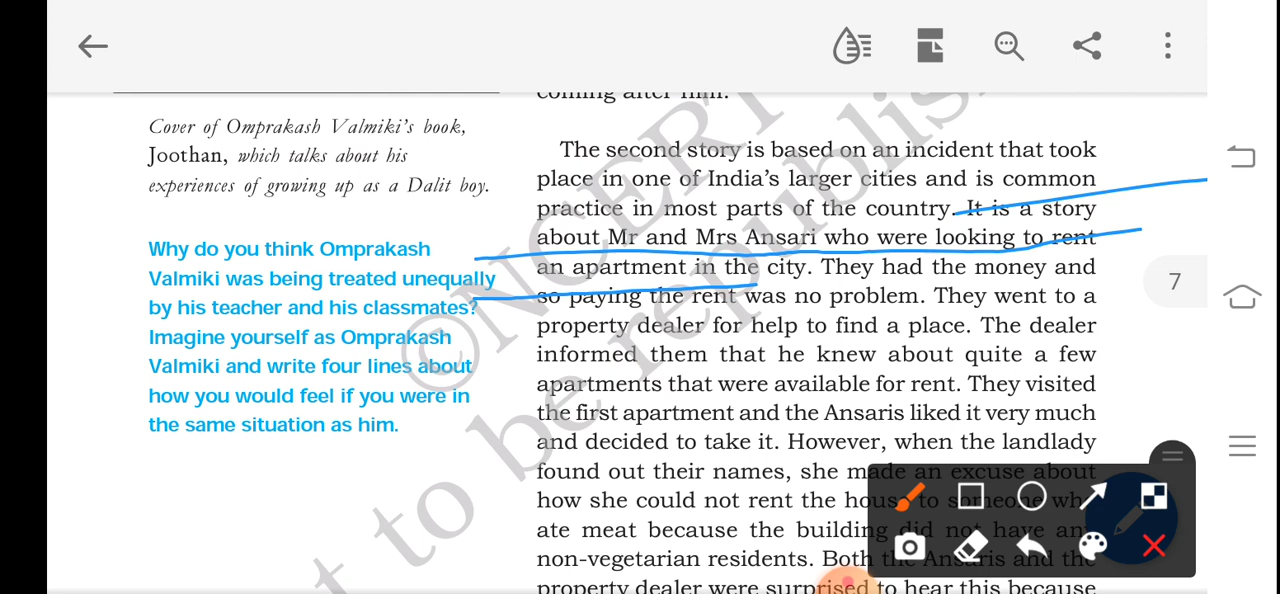 Cover of Omprakash Valmiki's book,
Joothan, which talks about his
experiences of growing up as a Dalit boy.
Why do you think Omprakash
Valmiki was being treated unequally
by his teacher and his classmates?
Imagine yourself as Omprakash
Valmiki and write four lines about
how you would feel if you were in
the same situation as him.
coming after him.
The second story is based on an incident that took
place in one of India's larger cities and is common
practice in most parts of the country. It is a story
about Mr and Mrs Ansari who were looking to rent
an apartment in the city. They had the money and
so paying the rent was no problem. They went to a
property dealer for help to find a place. The dealer
informed them that he knew about quite a few
apartments that were available for rent. They visited
the first apartment and the Ansaris liked it very much
and decided to take it. However, when the landlady
found out their names, she made an excuse about
how she could not rent the house to someone who
ate meat because the building did not have any
non-vegetarian residents. Both the Ansaris and the
property dealer were surprised to hear this because
7
©NCERT
not to be republis